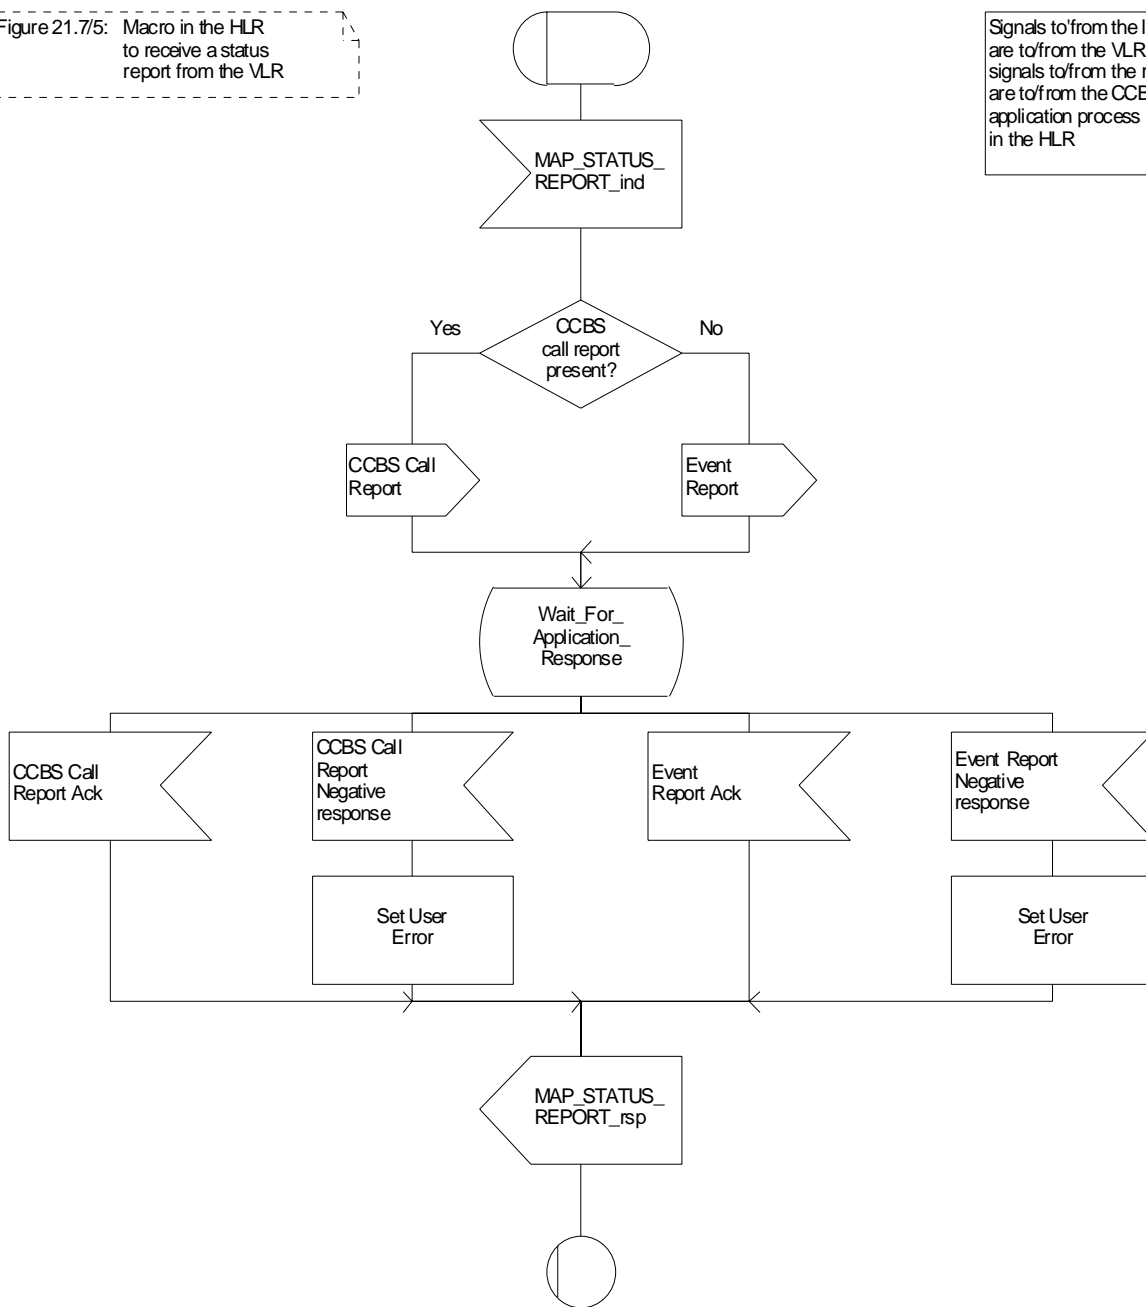 Figure 21.7/5: Macro in the HLR
to receive a status
report from the VLR
Signals to'from the
are to/from the VLR
signals to/from the
are to/from the
application process
in the HLR
MAP_STATUS_
REPORT_ind
Yes
CCBS
call report
present?
No
CCBS Call
Report
Event
Report
Wait_For_
Application_
Response
CCBS Call
Report Ack
CCBS Call
Report
Negative
response
Event
Report Ack
Event Report
Negative
response
Set User
Error
Set User
Error
MAP_STATUS_
REPORT_rsp